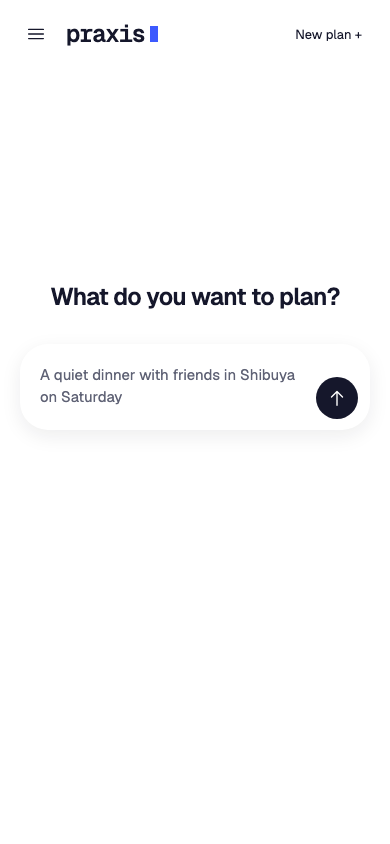 praxis
New plan +
What do you want to plan?
A quiet dinner with friends in Shibuya
on Saturday